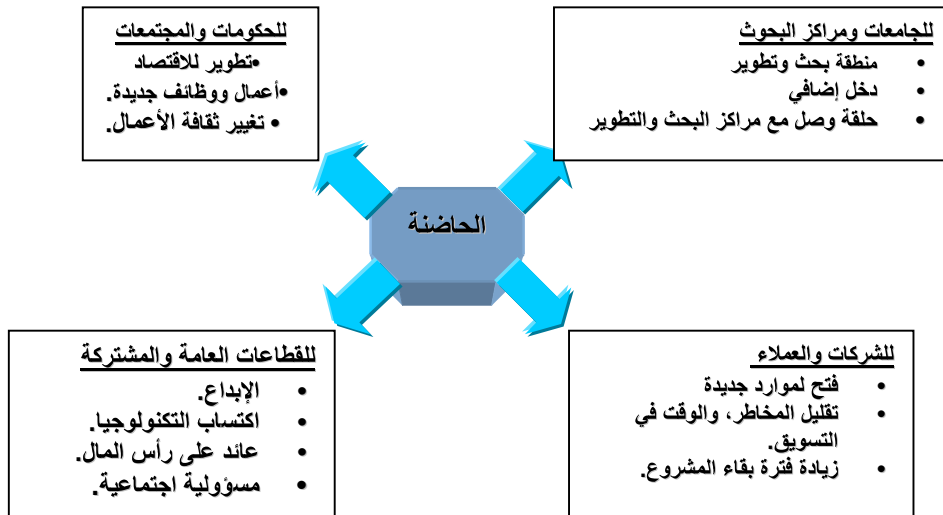 للجامعات ومراكز البحوث
• منطقة بحث وتطوير
• دخل إضافي
• حلقة وصل مع مراكز البحث والتطوير
للحكومات والمجتمعات
•تطوير للاقتصاد
•أعمال ووظائف جديدة.
• تغيير ثقافة الأعمال.
الحاضنة
للشركات والعملاء
• فتح لموارد جديدة
• تقليل المخاطر، والوقت في
التسويق.
• زيادة فترة بقاء المشروع.
للقطاعات العامة والمشتركة
• الإبداع.
• اكتساب التكنولوجيا.
• عائد على رأس المال.
• مسؤولية اجتماعية.